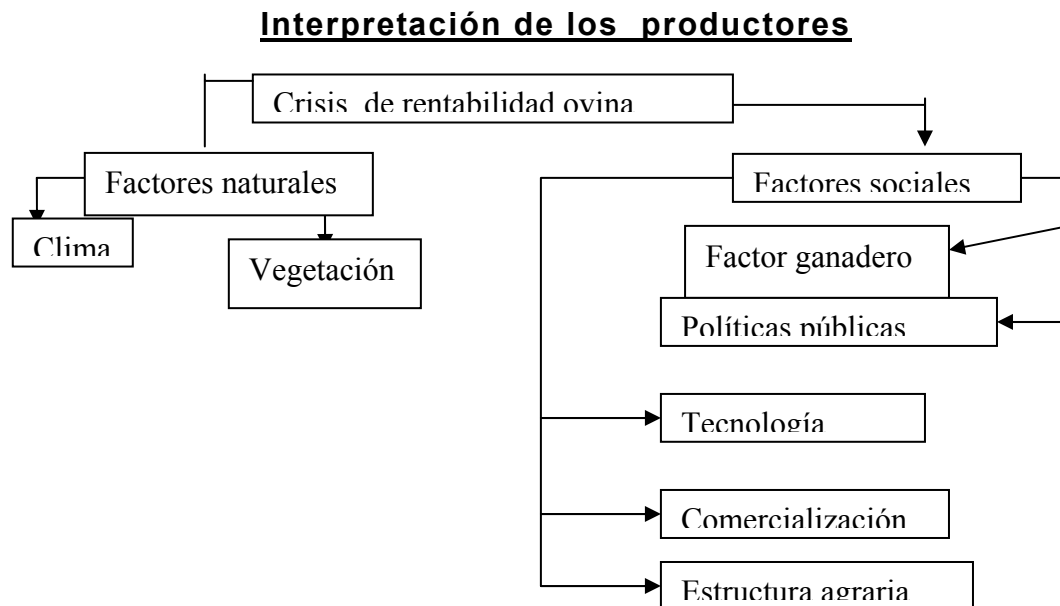 Interpretación de los productores
Crisis de rentabilidad ovina
Factores naturales
Factores sociales
Clima
Vegetación
Factor ganadero
Políticas públicas
Tecnología
Comercialización
Estructura agraria